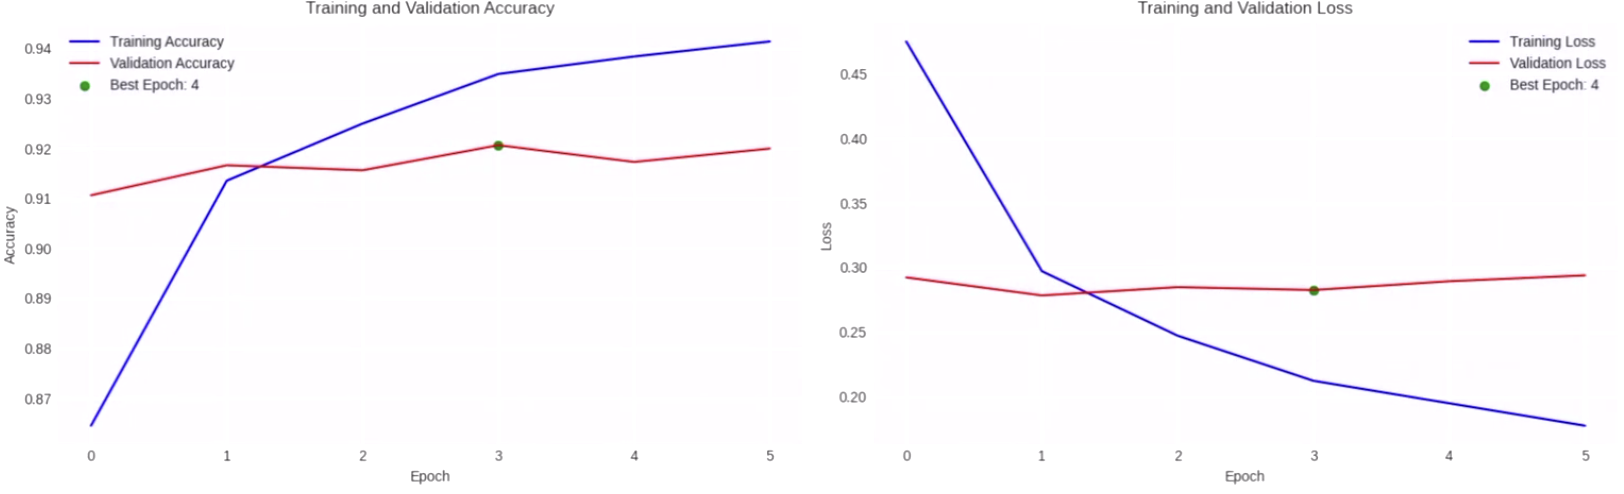 Training and Validation Accuracy
Training Accuracy
Validation Accuracy
Best Epoch: 4
0.94
0.93
0.92
0.91
0.90
0.89
0.88
0.87
Accuracy
0 1 2 3 4 5
Epoch
Training and Validation Loss
Training Loss
Validation Loss
Best Epoch: 4
0.45
0.40
0.35
0.30
0.25
0.20
Loss
0 1 2 3 4 5
Epoch